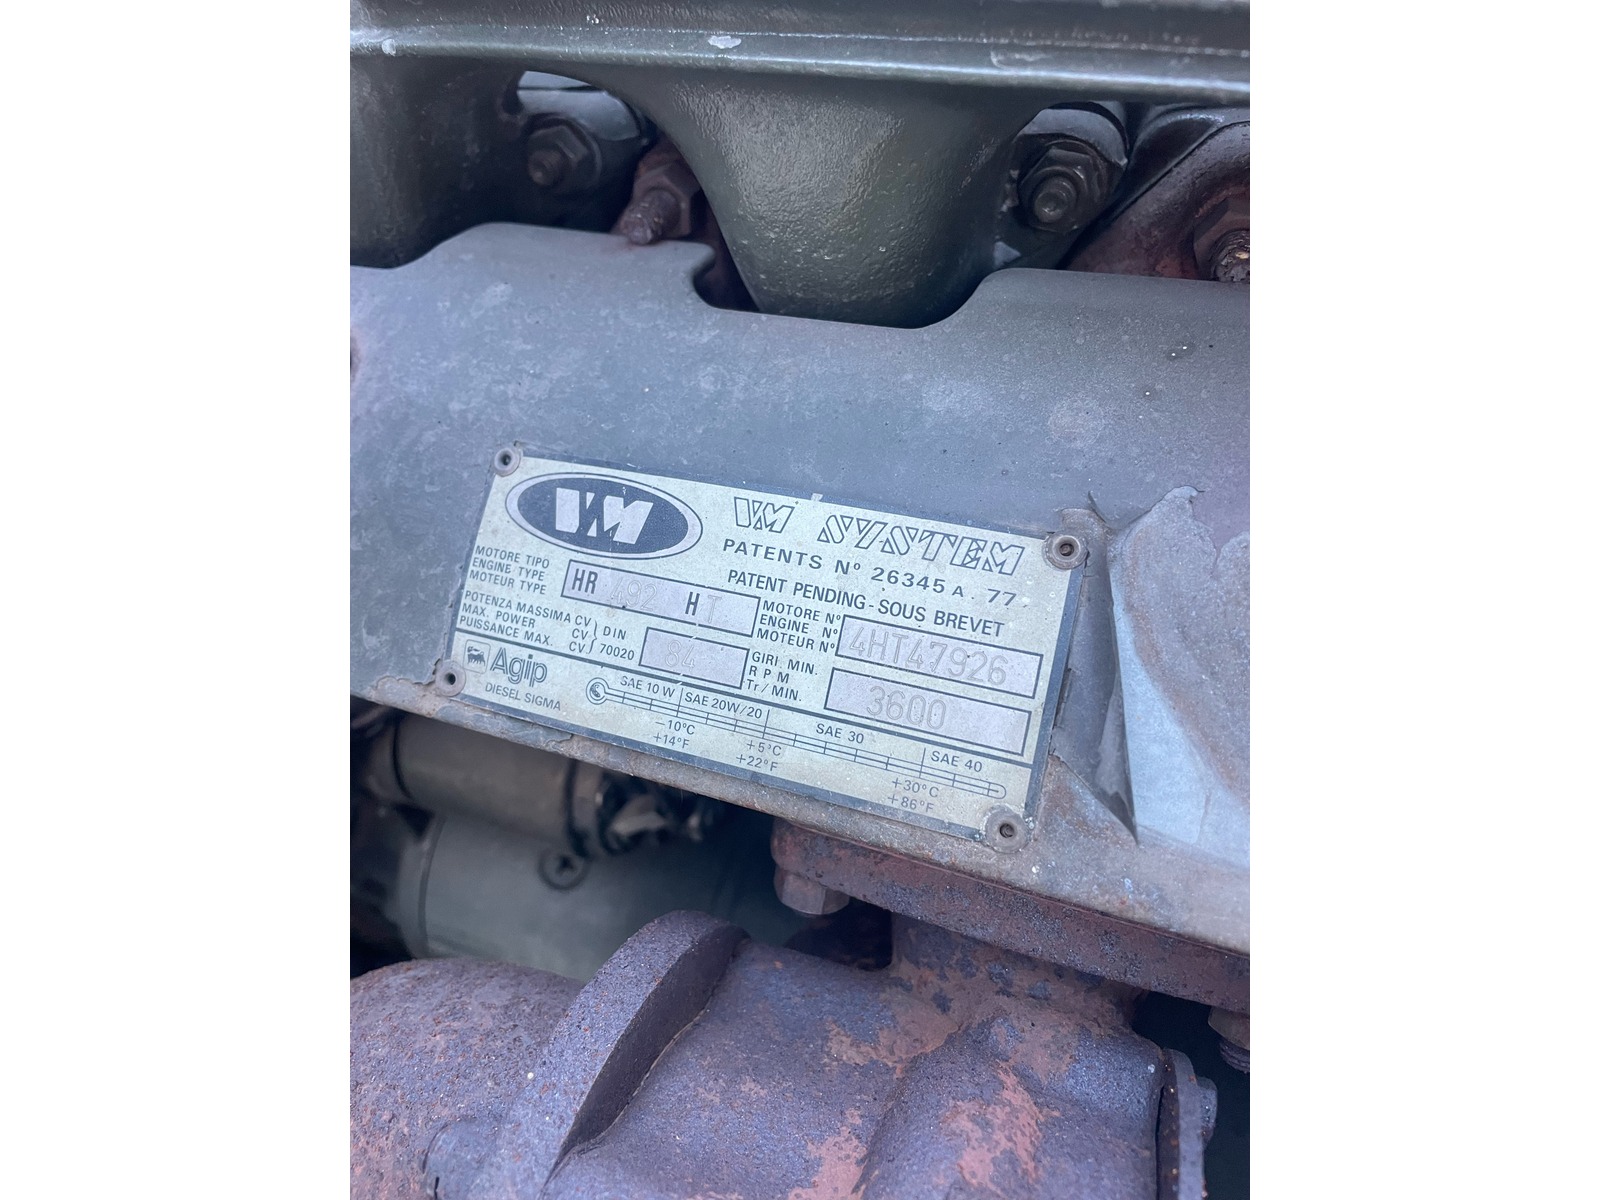 VM
VM SYSTEM
PATENTS Nº 26345 A. 77.
PATENT PENDING - SOUS BREVET
MOTORE TIPO
ENGINE TYPE
MOTEUR TYPE
HR 492 HT
MOTORE Nº
ENGINE Nº
MOTEUR Nº
4HT47926
POTENZA MASSIMA CV
MAX. POWER CV
PUISSANCE MAX. CV
DIN
70020
84
GIRI. MIN.
R P M
Tr / MIN.
3600
Agip
DIESEL SIGMA
SAE 10 W SAE 20W/20 SAE 30 SAE 40
-10°C +5°C +30°C
+14°F +22°F +86°F